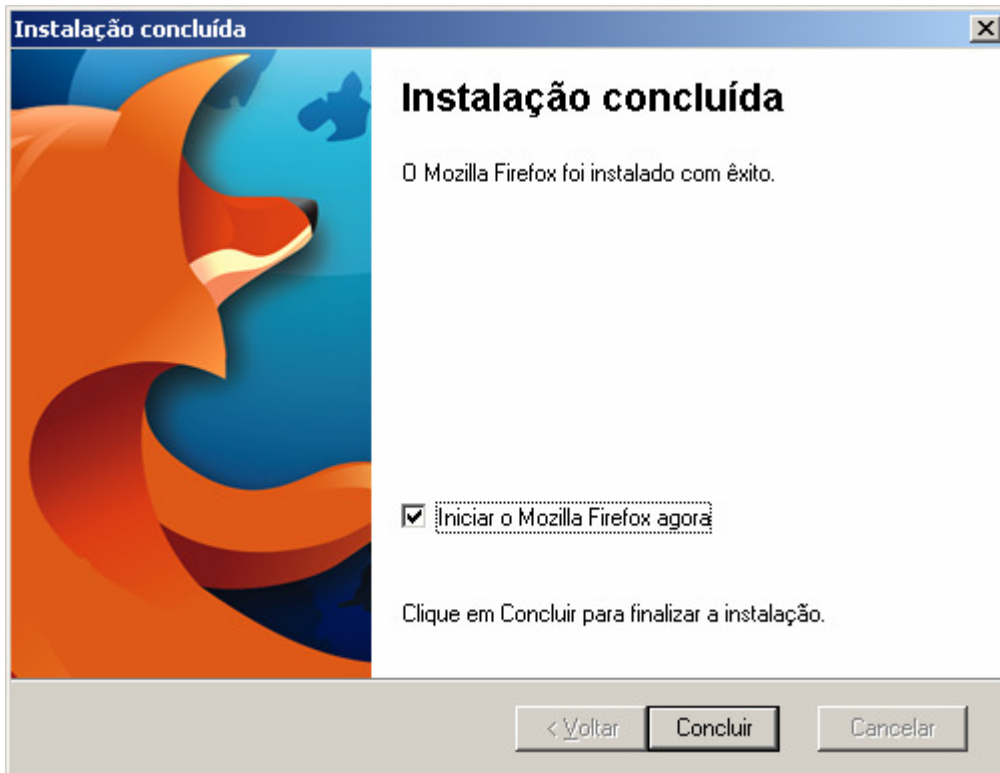 Instalação concluída
Instalação concluída
O Mozilla Firefox foi instalado com êxito.
Iniciar o Mozilla Firefox agora
Clique em Concluir para finalizar a instalação.
< Voltar Concluir Cancelar